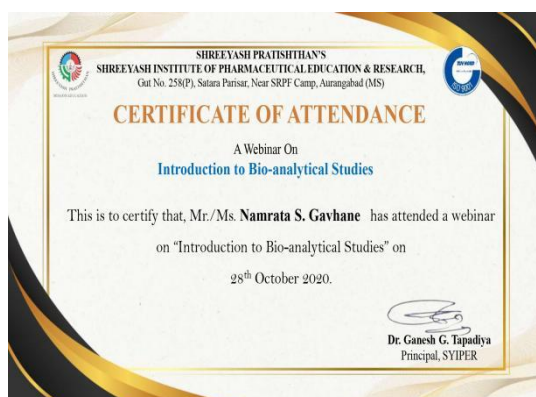 SHREEYASH PRATISHTHAN'S
SHREEYASH INSTITUTE OF PHARMACEUTICAL EDUCATION & RESEARCH,
Gut No. 258(P), Satara Parisar, Near SRPF Camp, Aurangabad (MS)
CERTIFICATE OF ATTENDANCE
A Webinar On
Introduction to Bio-analytical Studies
This is to certify that, Mr./Ms. Namrata S. Gavhane has attended a webinar
on "Introduction to Bio-analytical Studies" on
28th October 2020.
Dr. Ganesh G. Tapadiya
Principal, SYIPER
ISO 9001